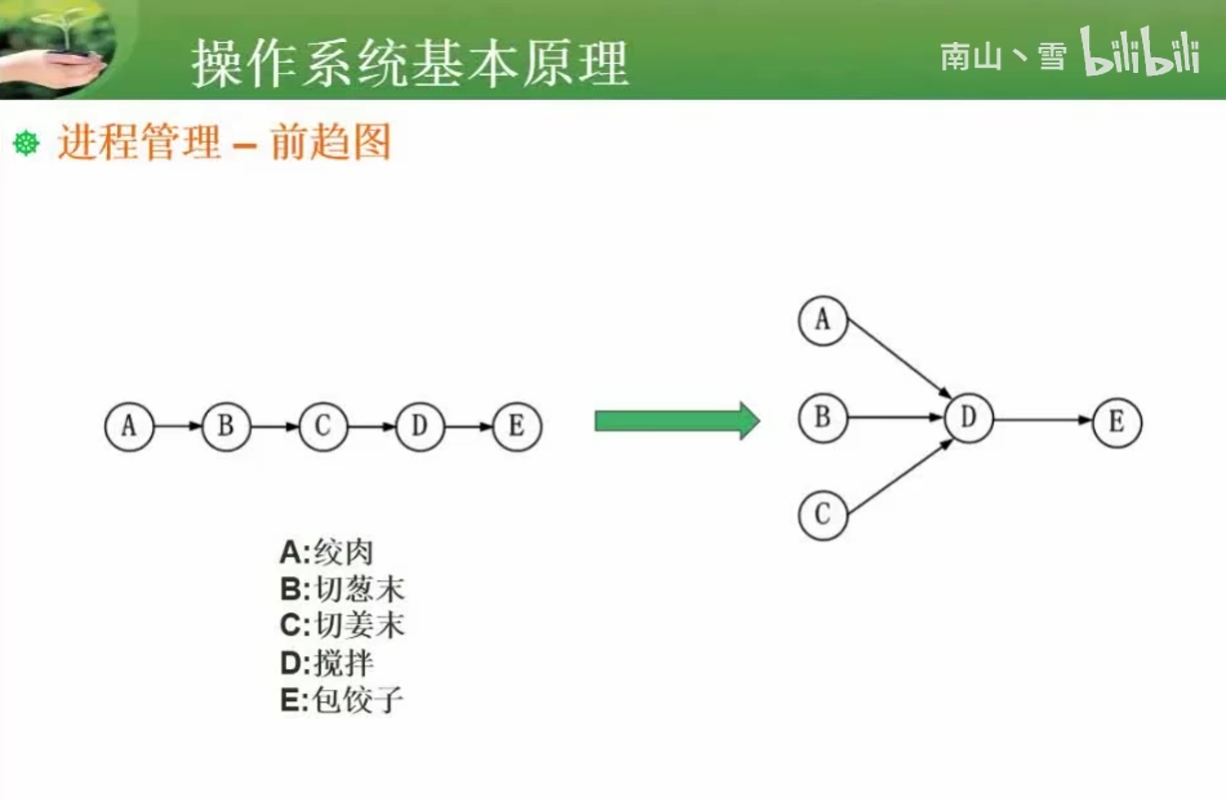 操作系统基本原理
南山丶雪 bilibili
进程管理 – 前趋图
A B C D E
A
B D E
C
A:绞肉
B:切葱末
C:切姜末
D:搅拌
E:包饺子